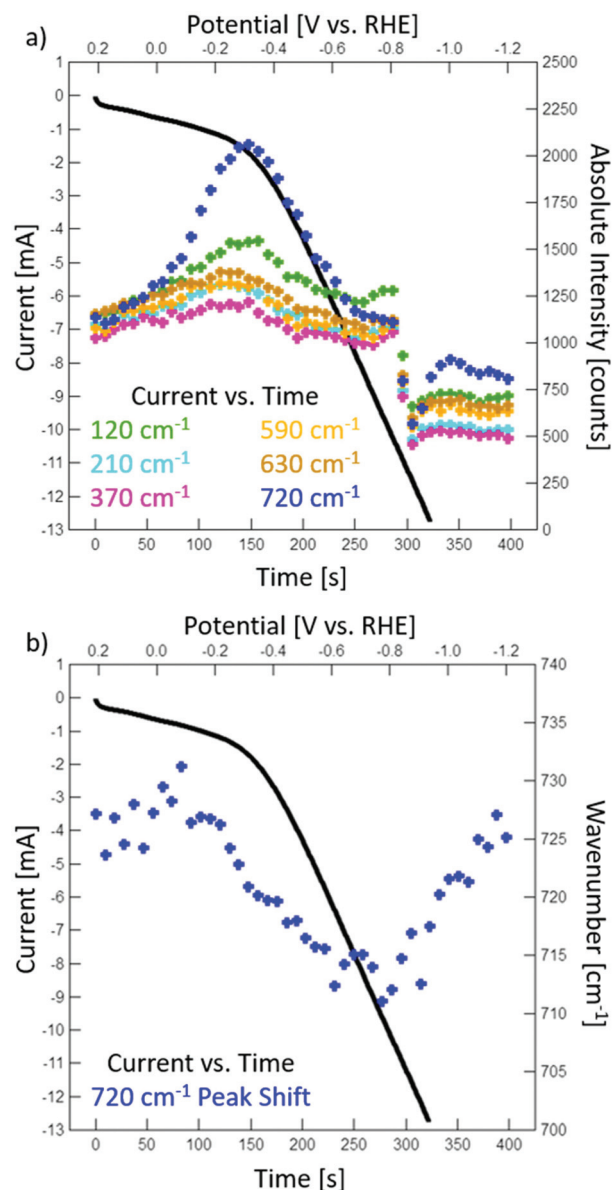 a)
Potential [V vs. RHE]
0.2 0.0 -0.2 -0.4 -0.6 -0.8 -1.0 -1.2
1
0
-1
-2
-3
-4
-5
-6
-7
-8
-9
-10
-11
-12
-13
Current [mA]
2500
2250
2000
1750
1500
1250
1000
750
500
250
0
Absolute Intensity [counts]
Current vs. Time
120 cm⁻¹ 590 cm⁻¹
210 cm⁻¹ 630 cm⁻¹
370 cm⁻¹ 720 cm⁻¹
0 50 100 150 200 250 300 350 400
Time [s]
b)
Potential [V vs. RHE]
0.2 0.0 -0.2 -0.4 -0.6 -0.8 -1.0 -1.2
1
0
-1
-2
-3
-4
-5
-6
-7
-8
-9
-10
-11
-12
-13
Current [mA]
740
735
730
725
720
715
710
705
700
Wavenumber [cm⁻¹]
Current vs. Time
720 cm⁻¹ Peak Shift
0 50 100 150 200 250 300 350 400
Time [s]